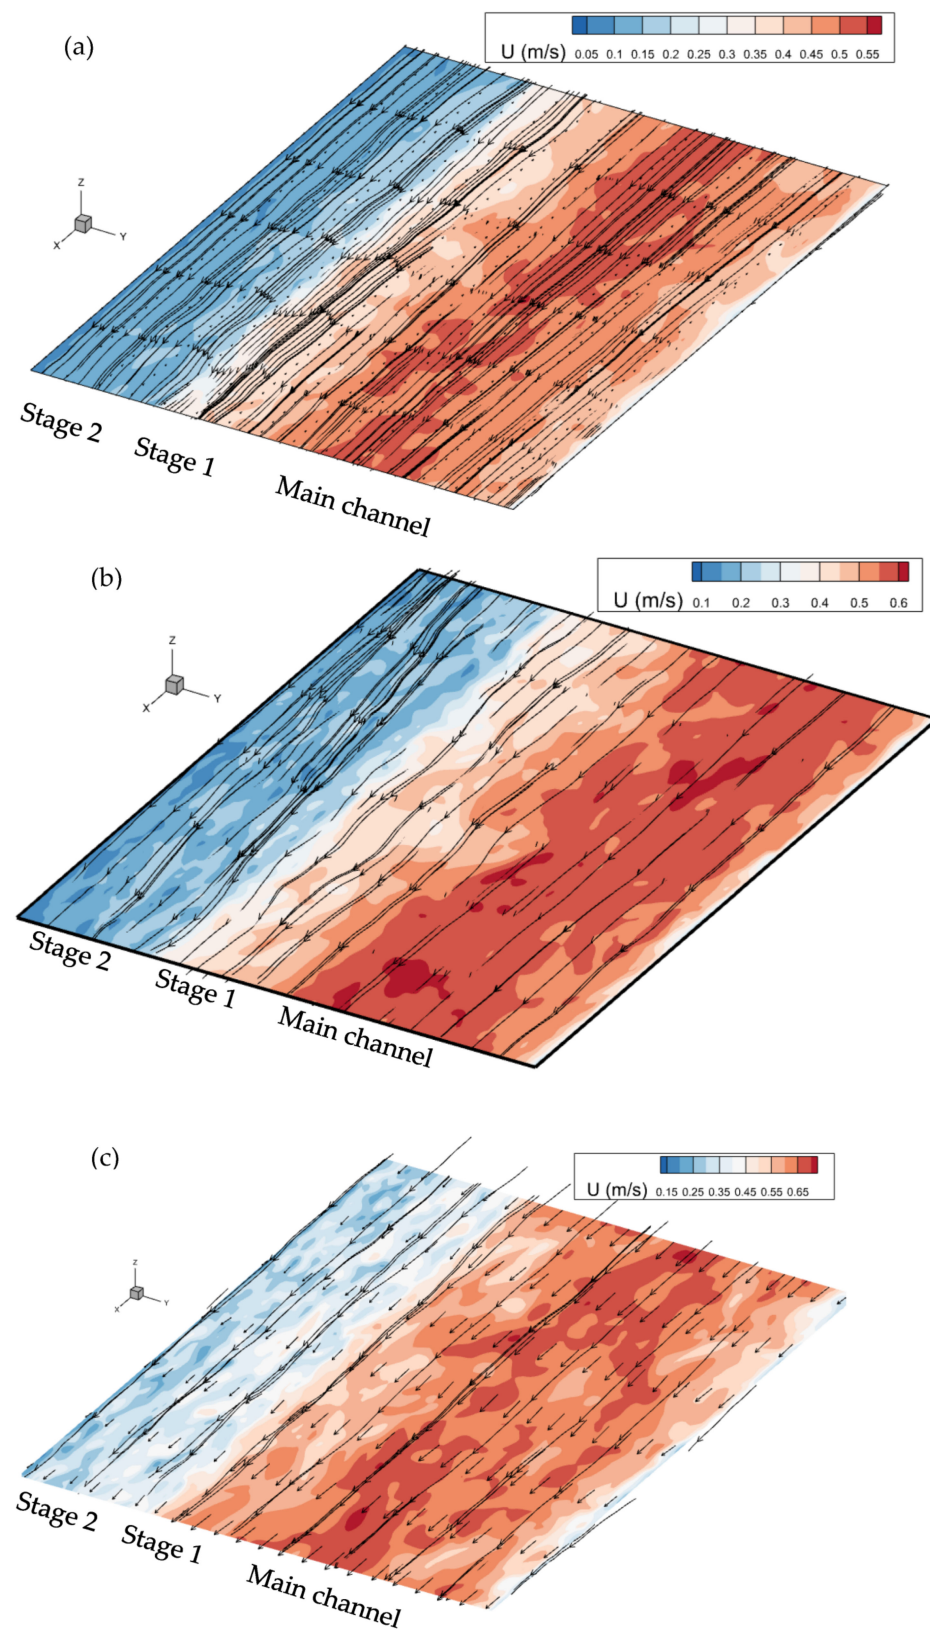 (a)
U (m/s) 0.05 0.1 0.15 0.2 0.25 0.3 0.35 0.4 0.45 0.5 0.55
Z
X
Y
Stage 2
Stage 1
Main channel
(b)
U (m/s) 0.1 0.2 0.3 0.4 0.5 0.6
Z
X
Y
Stage 2
Stage 1
Main channel
(c)
U (m/s) 0.15 0.25 0.35 0.45 0.55 0.65
Z
X
Y
Stage 2
Stage 1
Main channel